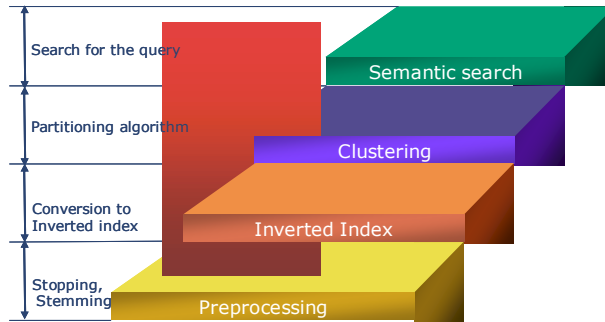 Search for the query
Semantic search
Partitioning algorithm
Clustering
Conversion to
Inverted index
Inverted Index
Stopping,
Stemming
Preprocessing